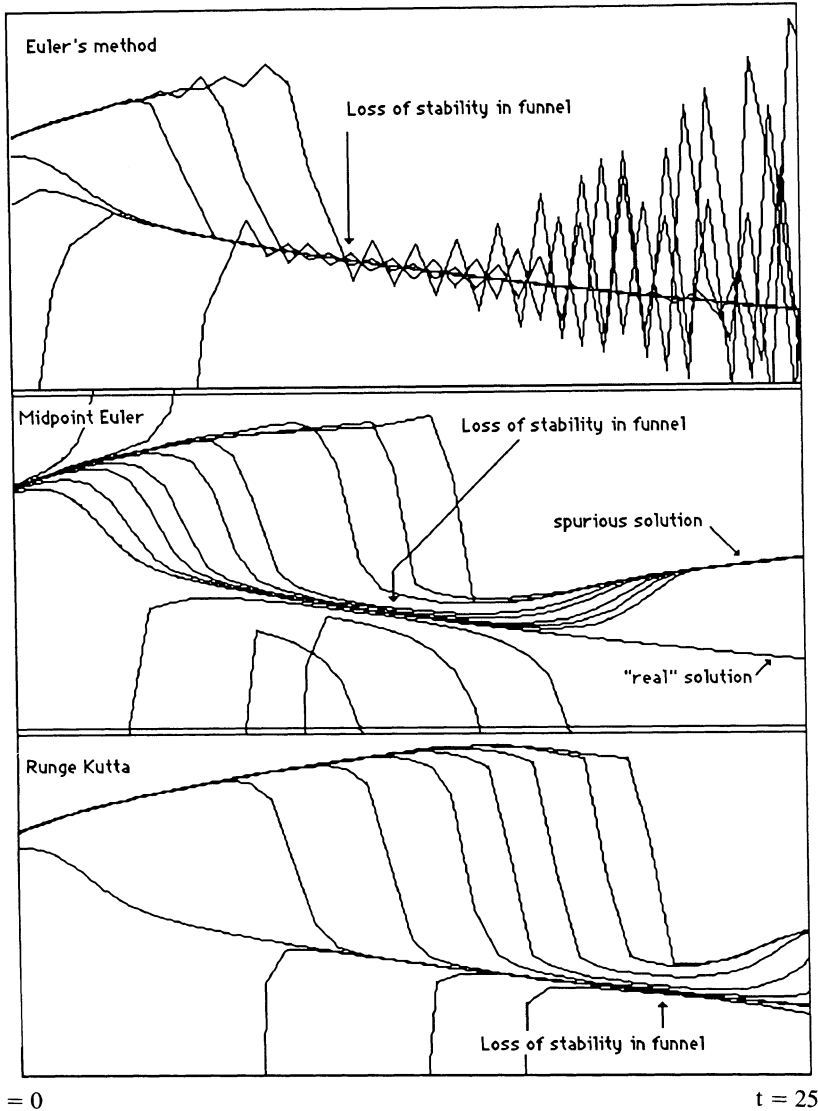 Euler's method
Loss of stability in funnel
Midpoint Euler
Loss of stability in funnel
spurious solution
"real" solution
Runge Kutta
Loss of stability in funnel
= 0
t = 25